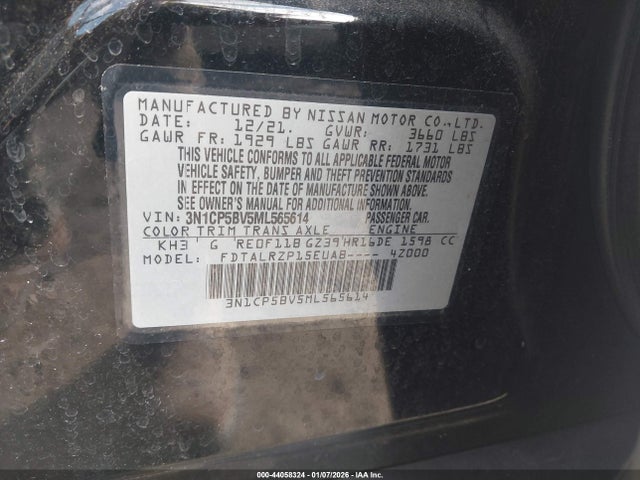 MANUFACTURED BY NISSAN MOTOR CO.,LTD.
DATE: 12/21. GVWR: 3660 LBS
GAWR FR: 1929 LBS GAWR RR: 1731 LBS
THIS VEHICLE CONFORMS TO ALL APPLICABLE FEDERAL MOTOR
VEHICLE SAFETY, BUMPER AND THEFT PREVENTION STANDARDS
IN EFFECT ON THE DATE OF MANUFACTURE SHOWN ABOVE.
SEE OWNER'S MANUAL FOR ADDITIONAL INFORMATION.
VIN: 3N1CP5BV5ML565614 PASSENGER CAR.
COLOR TRIM TRANS AXLE ENGINE
KH3 G RE0F11B GZ39 HR16DE 1598 CC
MODEL: FDTALRZP15EUAB---- 4Z000
3N1CP5BV5ML565614
000-44058324 | 01/07/2026 - IAA Inc.